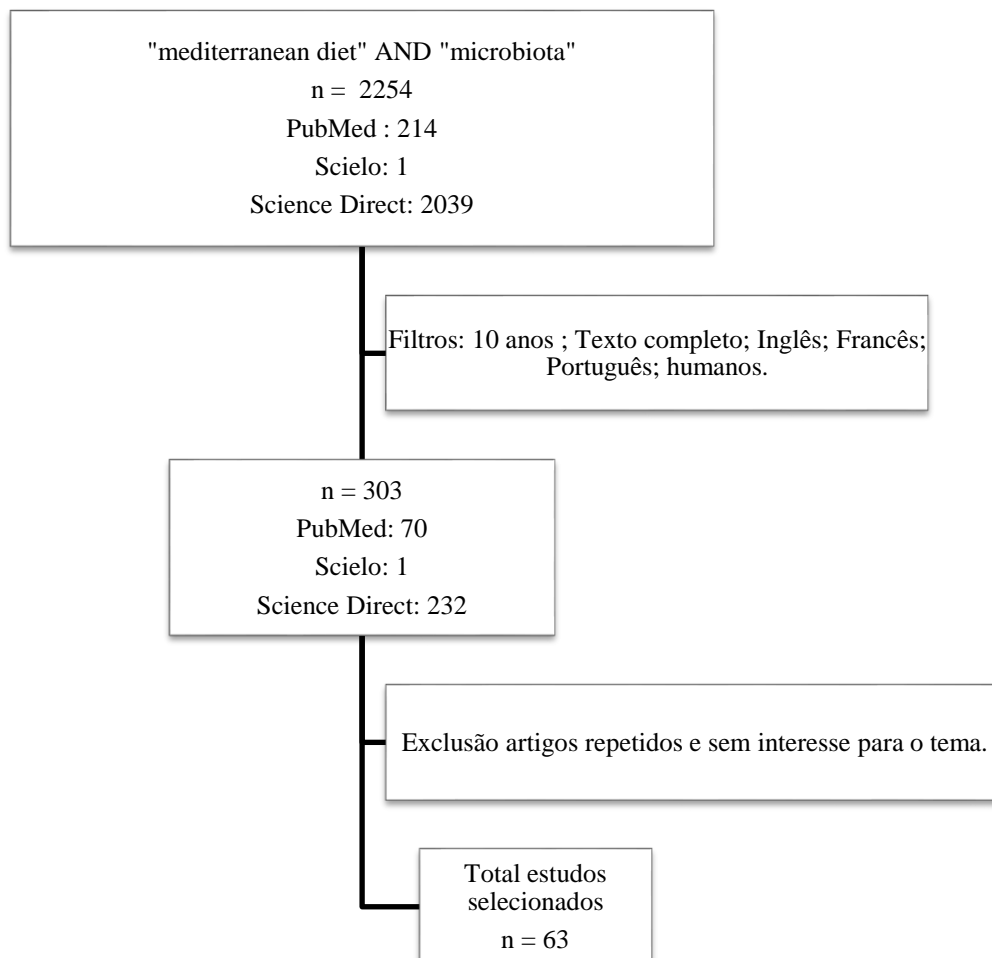 "mediterranean diet" AND "microbiota"
n =  2254
PubMed : 214
Scielo: 1
Science Direct: 2039
Filtros: 10 anos ; Texto completo; Inglês; Francês;
Português; humanos.
n = 303
PubMed: 70
Scielo: 1
Science Direct: 232
Exclusão artigos repetidos e sem interesse para o tema.
Total estudos
selecionados
n = 63